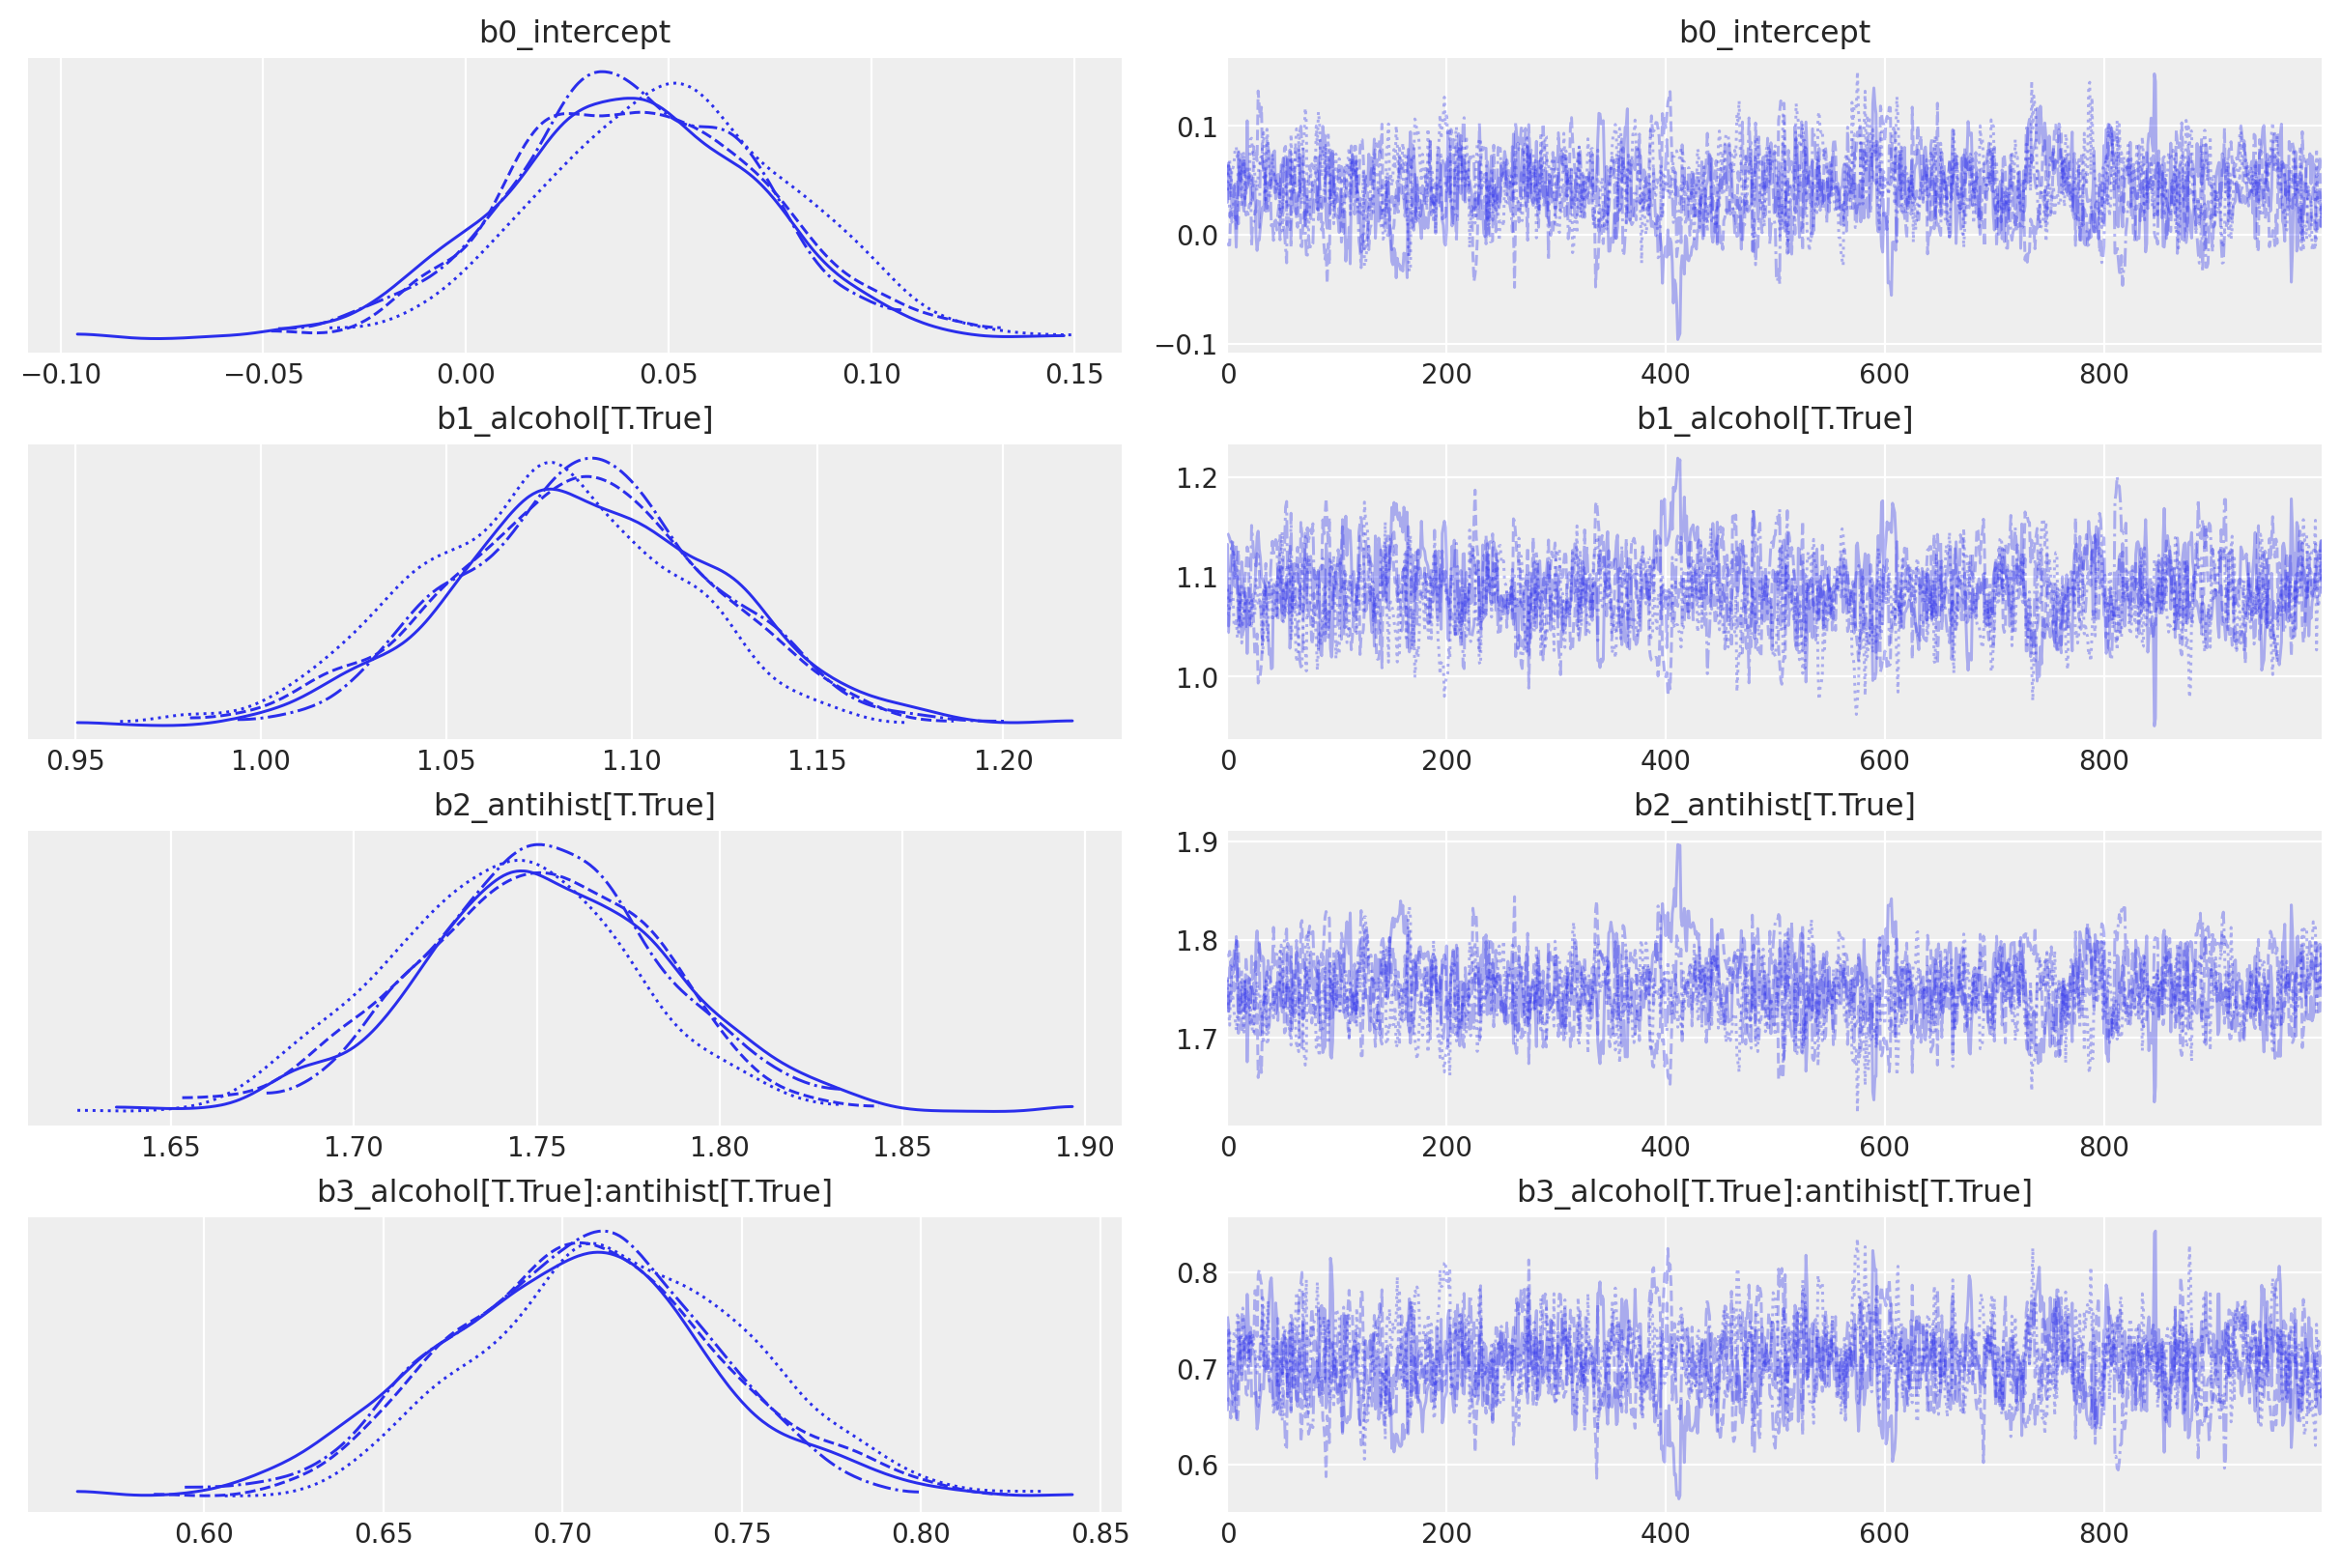 b0_intercept b0_intercept
0.1
0.0
−0.1
−0.10 −0.05 0.00 0.05 0.10 0.15 0 200 400 600 800
b1_alcohol[T.True] b1_alcohol[T.True]
1.2
1.1
1.0
0.95 1.00 1.05 1.10 1.15 1.20 0 200 400 600 800
b2_antihist[T.True] b2_antihist[T.True]
1.9
1.8
1.7
1.65 1.70 1.75 1.80 1.85 1.90 0 200 400 600 800
b3_alcohol[T.True]:antihist[T.True] b3_alcohol[T.True]:antihist[T.True]
0.8
0.7
0.6
0.60 0.65 0.70 0.75 0.80 0.85 0 200 400 600 800